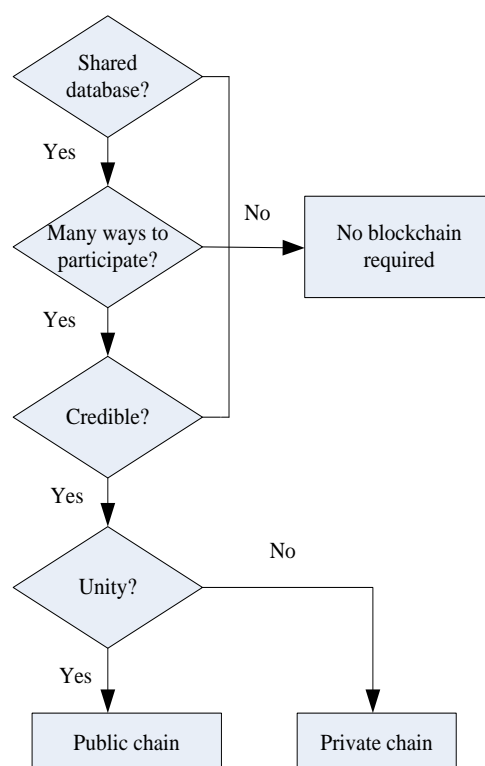 Shared
database?
Yes
Many ways to
participate?
No
No blockchain
required
Yes
Credible?
Yes
Unity?
No
Yes
Public chain
Private chain